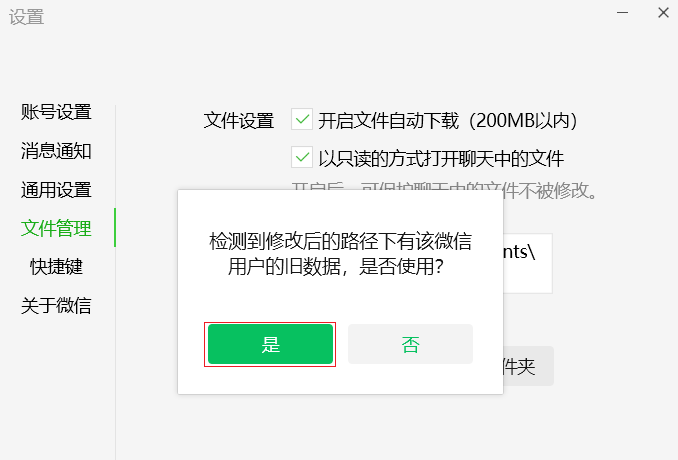 设置
账号设置
消息通知
通用设置
文件管理
快捷键
关于微信
文件设置
开启文件自动下载（200MB以内）
以只读的方式打开聊天中的文件
开启后，可保护聊天中的文件不被修改。
nts\
件夹
检测到修改后的路径下有该微信
用户的旧数据，是否使用？
是
否